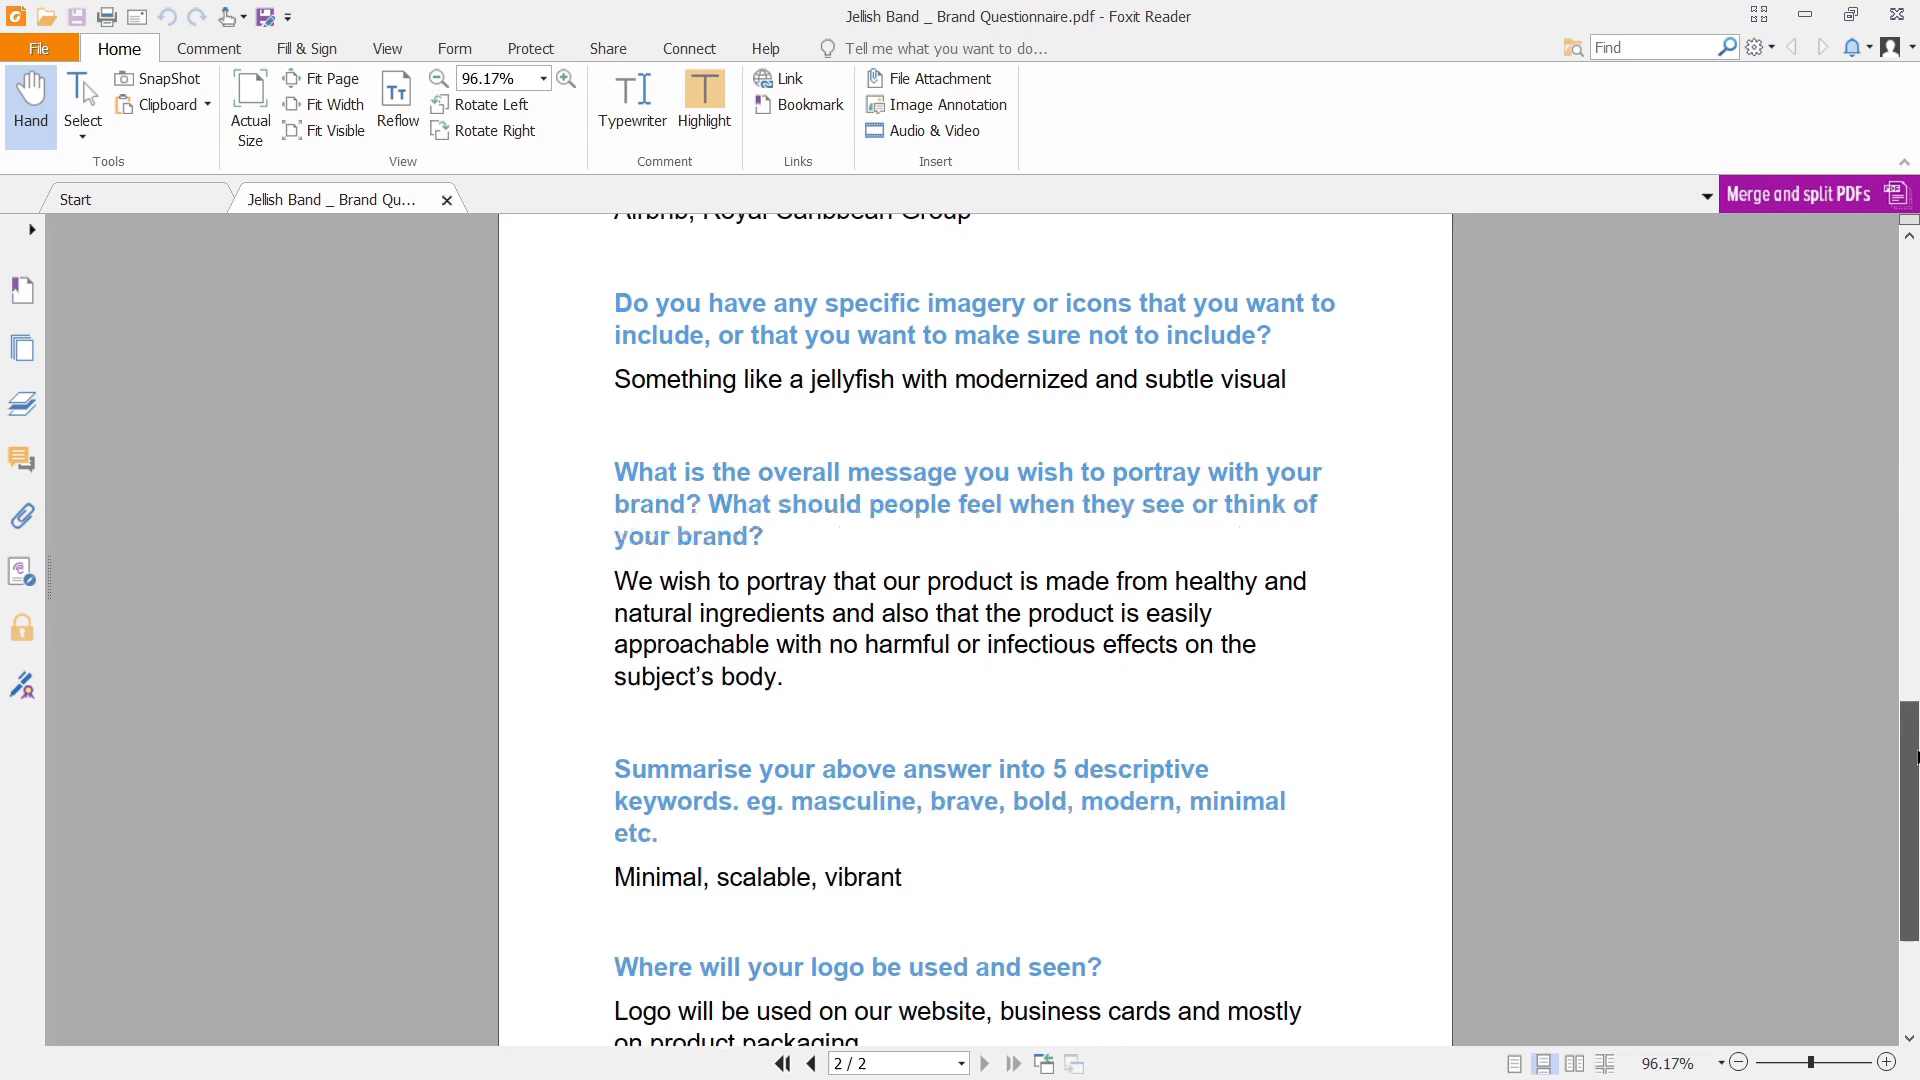 Jellish Band _ Brand Questionnaire.pdf - Foxit Reader
File Home Comment Fill & Sign View Form Protect Share Connect Help Tell me what you want to do... Find
Hand
Select
SnapShot
Clipboard
Tools
Actual Size
Fit Page
Fit Width
Fit Visible
Reflow
96.17%
Rotate Left
Rotate Right
View
Typewriter
Highlight
Comment
Link
Bookmark
Links
File Attachment
Image Annotation
Audio & Video
Insert
Start
Jellish Band _ Brand Qu...
Merge and split PDFs
Airbnb, Royal Caribbean Group
Do you have any specific imagery or icons that you want to
include, or that you want to make sure not to include?
Something like a jellyfish with modernized and subtle visual
What is the overall message you wish to portray with your
brand? What should people feel when they see or think of
your brand?
We wish to portray that our product is made from healthy and
natural ingredients and also that the product is easily
approachable with no harmful or infectious effects on the
subject’s body.
Summarise your above answer into 5 descriptive
keywords. eg. masculine, brave, bold, modern, minimal
etc.
Minimal, scalable, vibrant
Where will your logo be used and seen?
Logo will be used on our website, business cards and mostly
on product packaging
2 / 2
96.17%